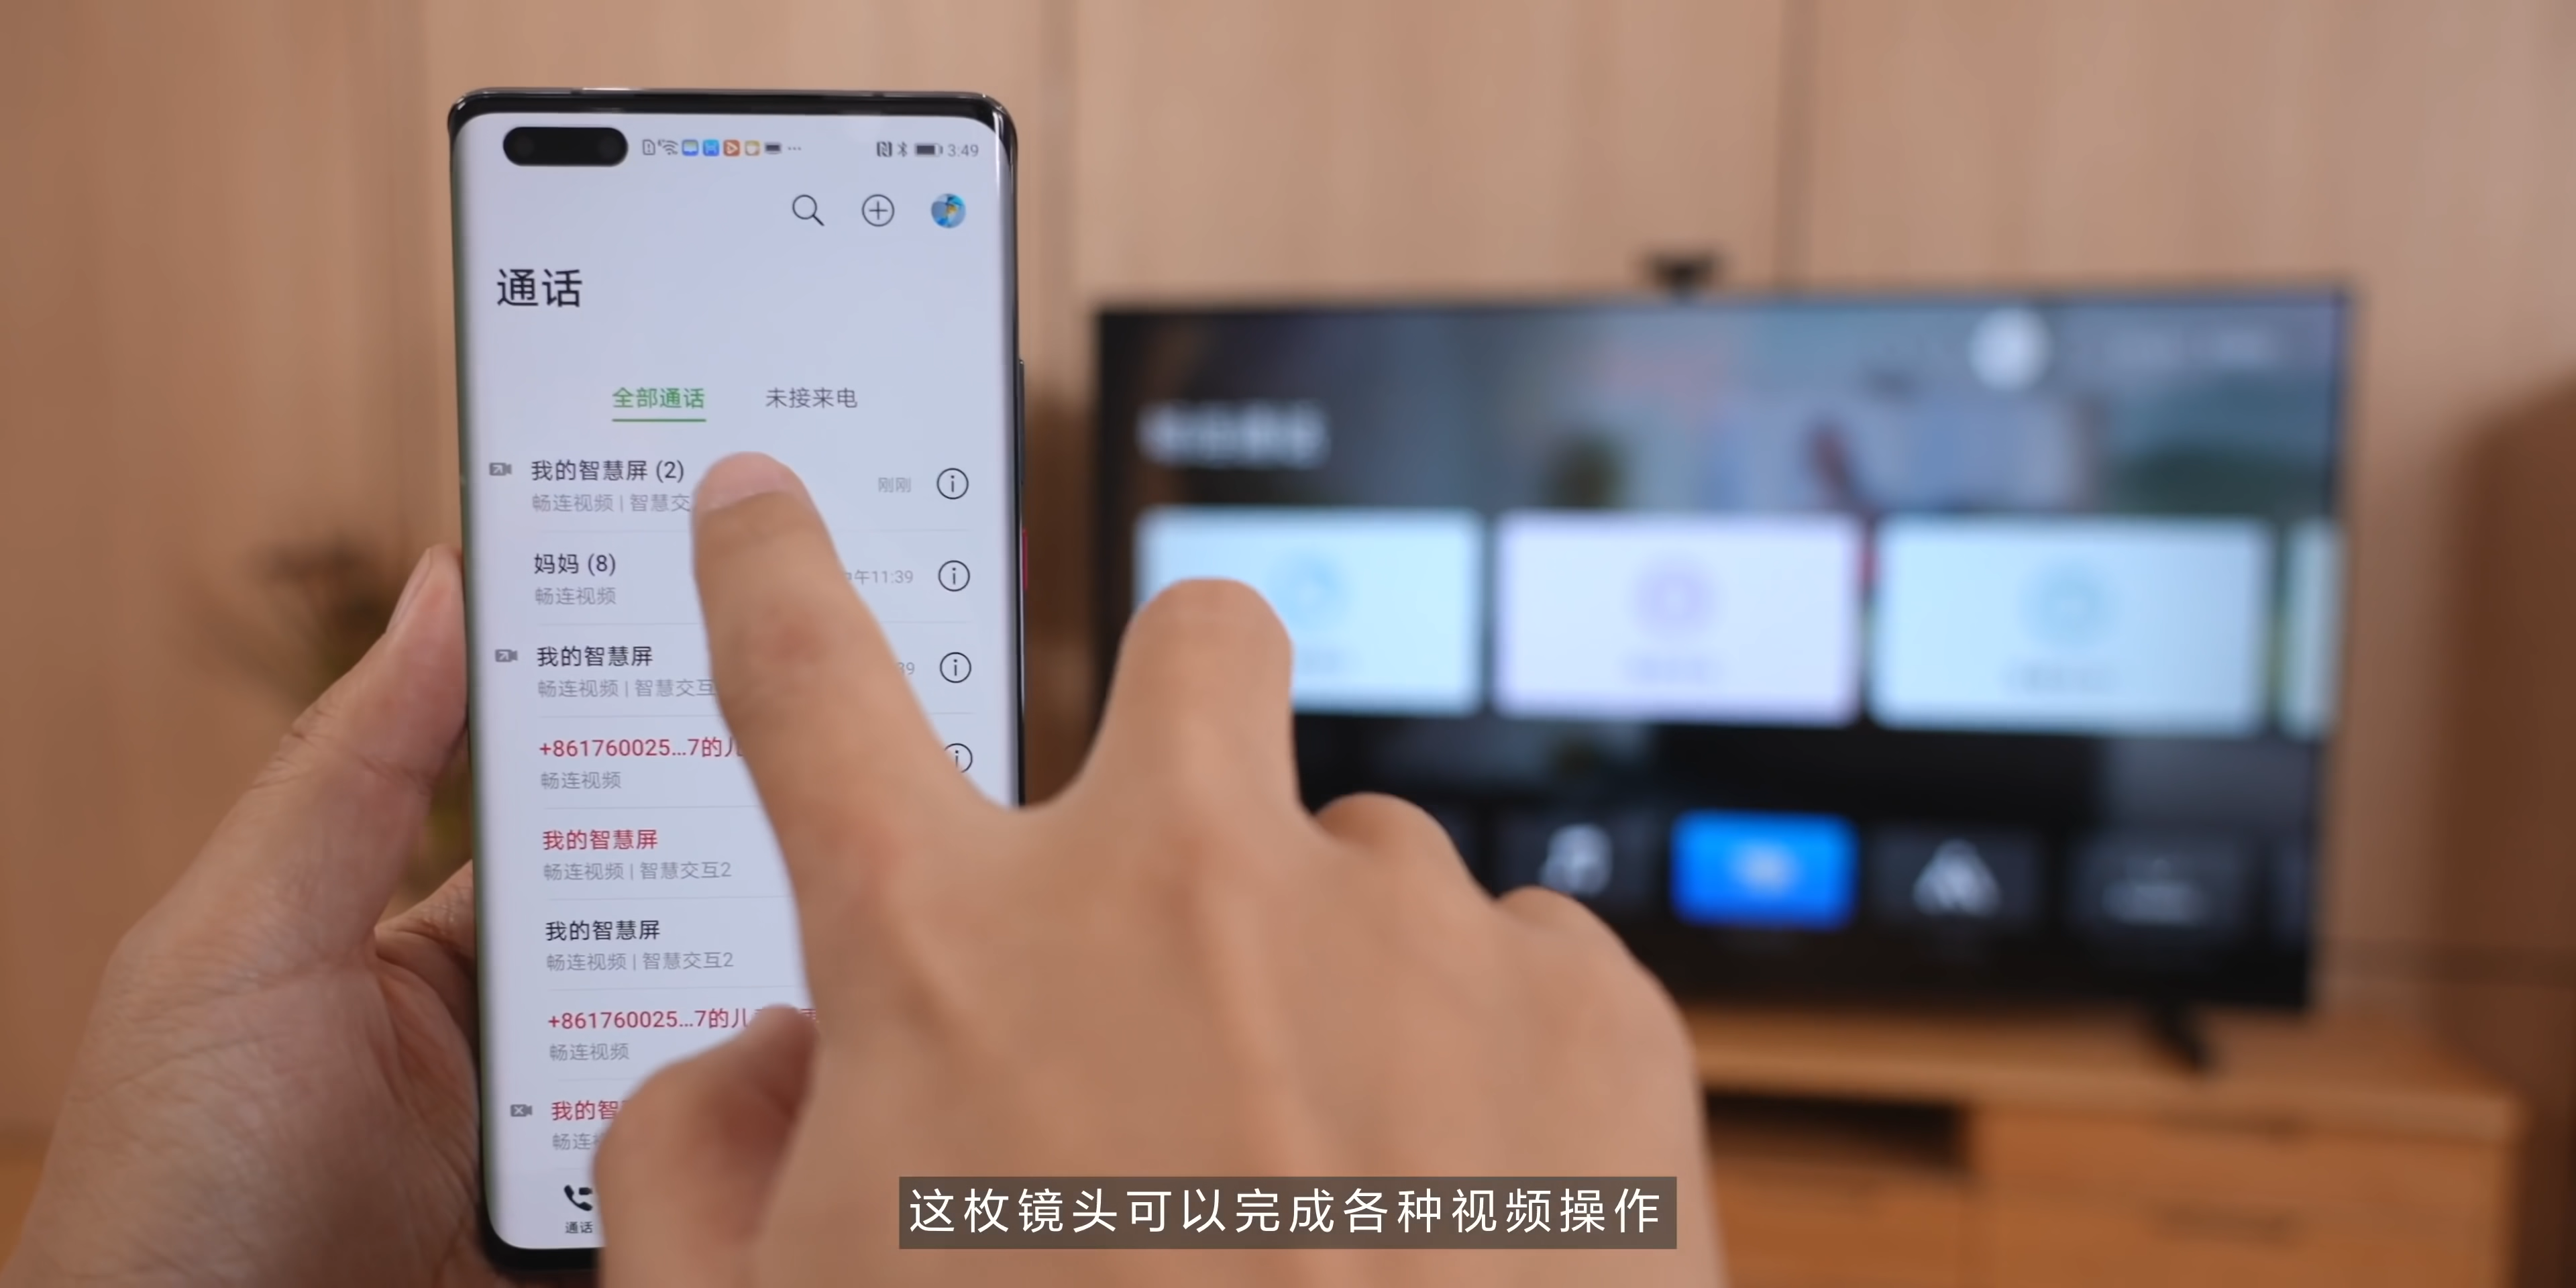 3:49
通话
全部通话 未接来电
我的智慧屏 (2)
畅连视频 | 智慧交
刚刚
妈妈 (8)
畅连视频
午11:39
我的智慧屏
畅连视频 | 智慧交互
39
+861760025...7的儿
畅连视频
我的智慧屏
畅连视频 | 智慧交互2
我的智慧屏
畅连视频 | 智慧交互2
+861760025...7的儿
畅连视频
我的智
畅连
通话
这枚镜头可以完成各种视频操作